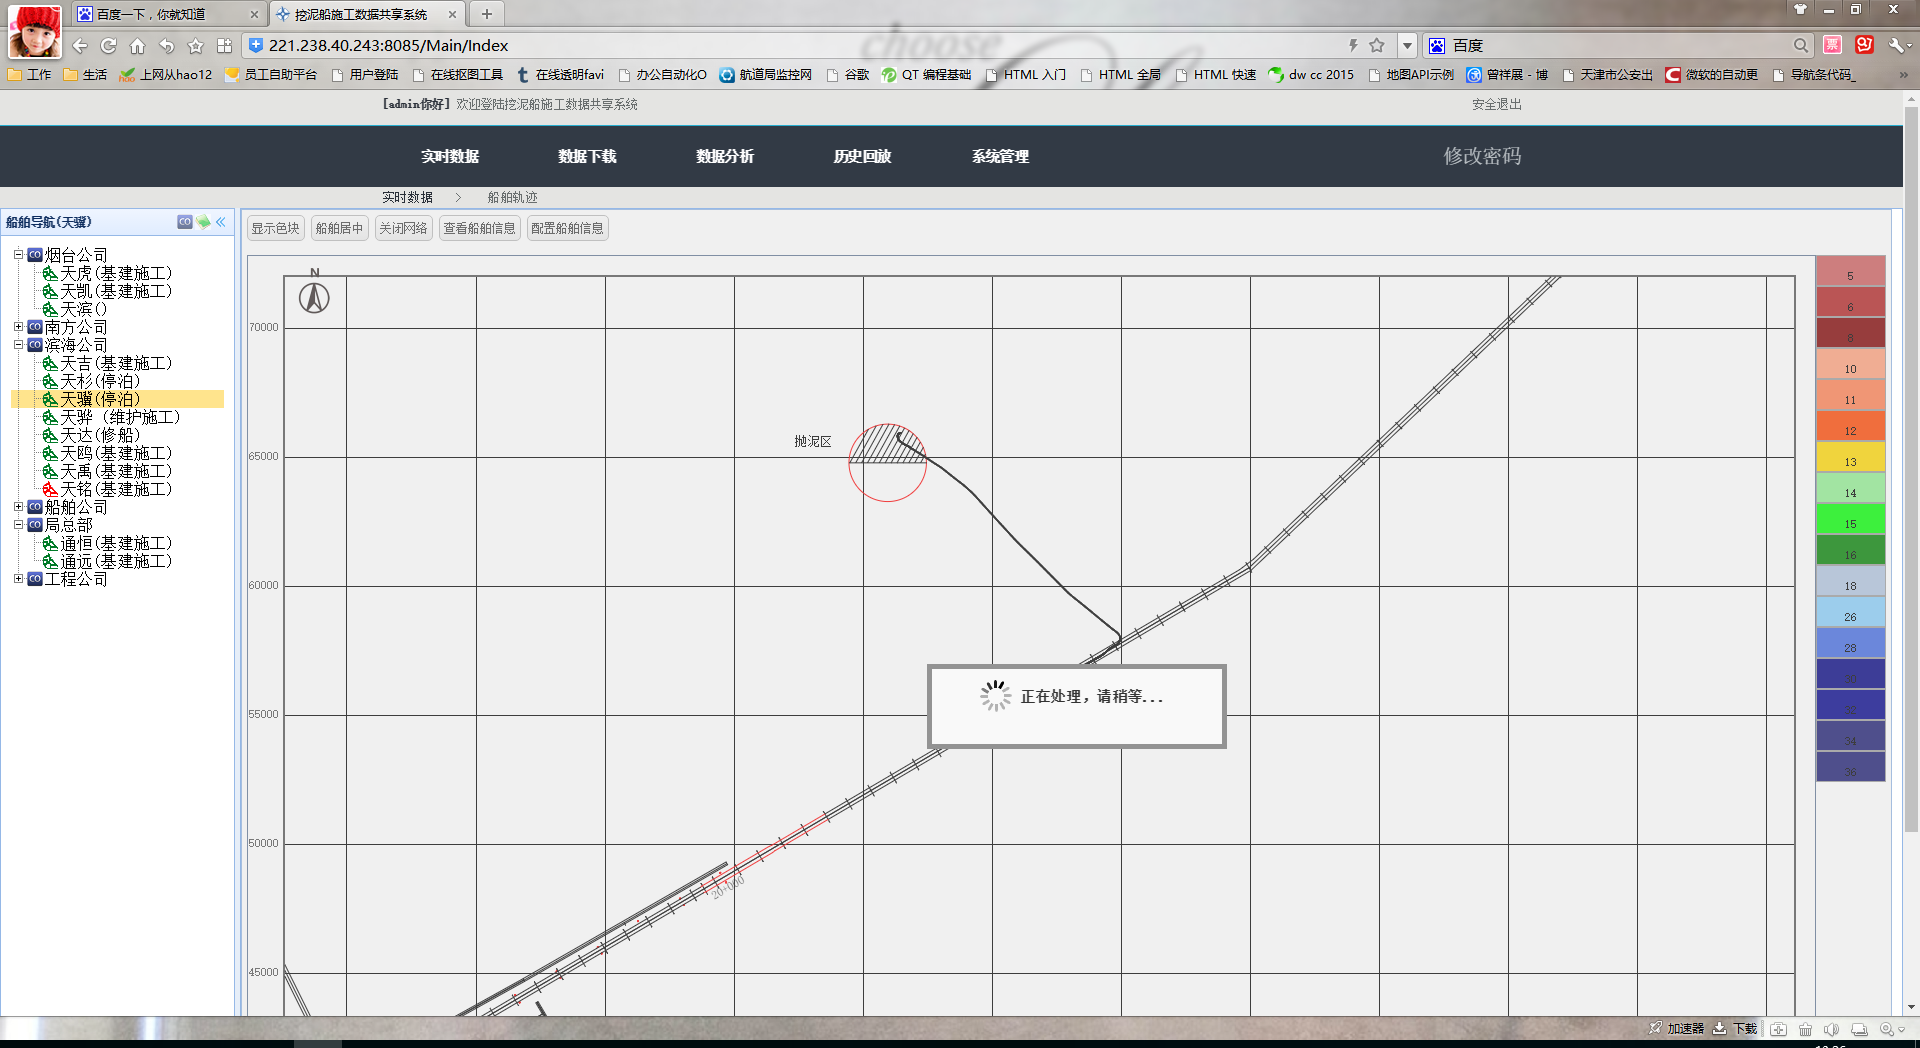 百度一下，你就知道
挖泥船施工数据共享系统
221.238.40.243:8085/Main/Index
百度
工作 生活 上网从hao12 员工自助平台 用户登陆 在线抠图工具 在线透明favi 办公自动化O 航道局监控网 谷歌 QT 编程基础 HTML 入门 HTML 全局 HTML 快速 dw cc 2015 地图API示例 曾祥展 - 博 天津市公安出 微软的自动更 导航条代码_
[admin你好] 欢迎登陆挖泥船施工数据共享系统 安全退出
实时数据 数据下载 数据分析 历史回放 系统管理 修改密码
实时数据 > 船舶轨迹
船舶导航(天骥)
显示色块 船舶居中 关闭网络 查看船舶信息 配置船舶信息
烟台公司
天虎(基建施工)
天凯(基建施工)
天滨()
南方公司
滨海公司
天吉(基建施工)
天杉(停泊)
天骥(停泊)
天骅 (维护施工)
天达(修船)
天鸥(基建施工)
天禹(基建施工)
天铭(基建施工)
船舶公司
局总部
通恒(基建施工)
通远(基建施工)
工程公司
N
70000
65000
60000
55000
50000
45000
抛泥区
20+000
正在处理，请稍等...
5
6
8
10
11
12
13
14
15
16
18
26
28
30
32
34
36
加速器 下载